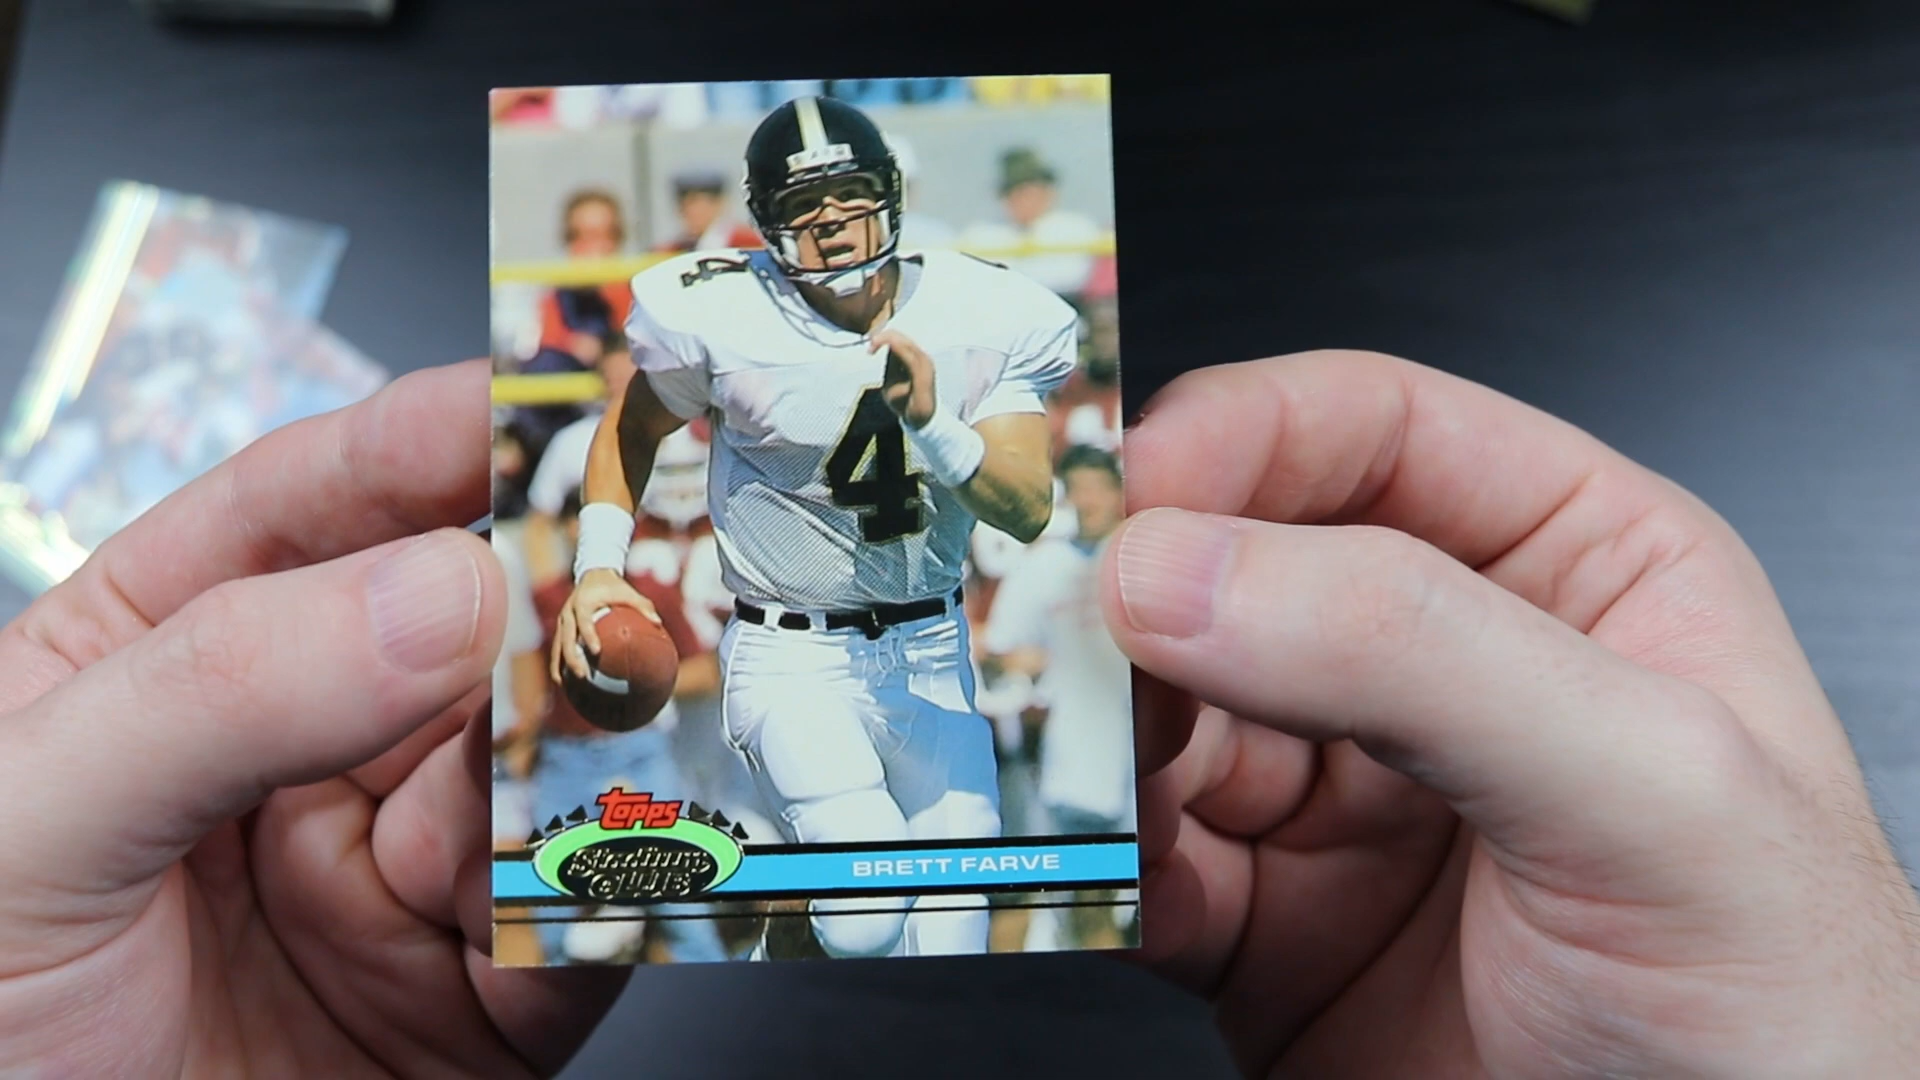 4
4
topps
Stadium
CLUB
BRETT FARVE